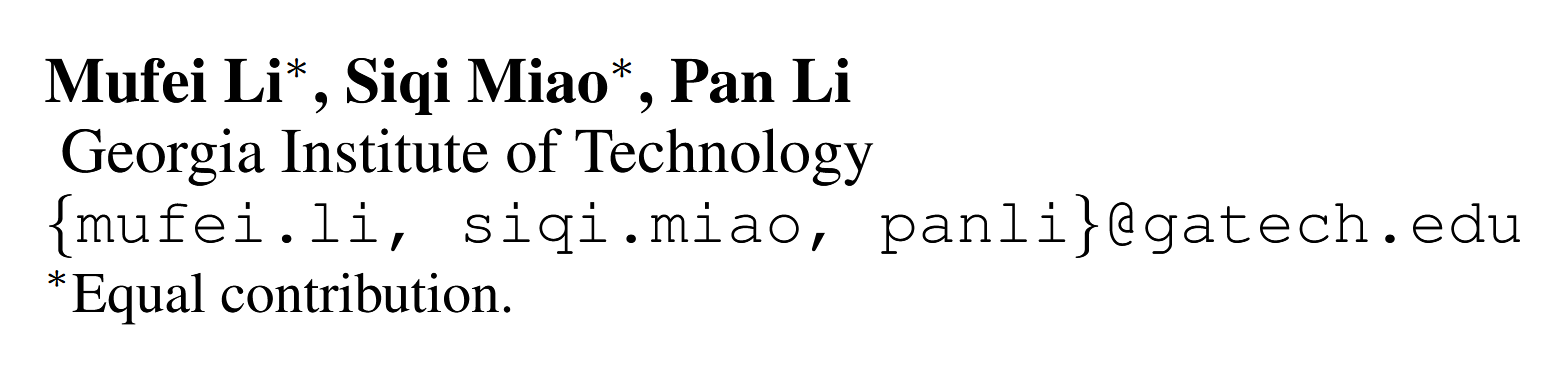 Mufei Li*, Siqi Miao*, Pan Li
Georgia Institute of Technology
{mufei.li, siqi.miao, panli}@gatech.edu
*Equal contribution.